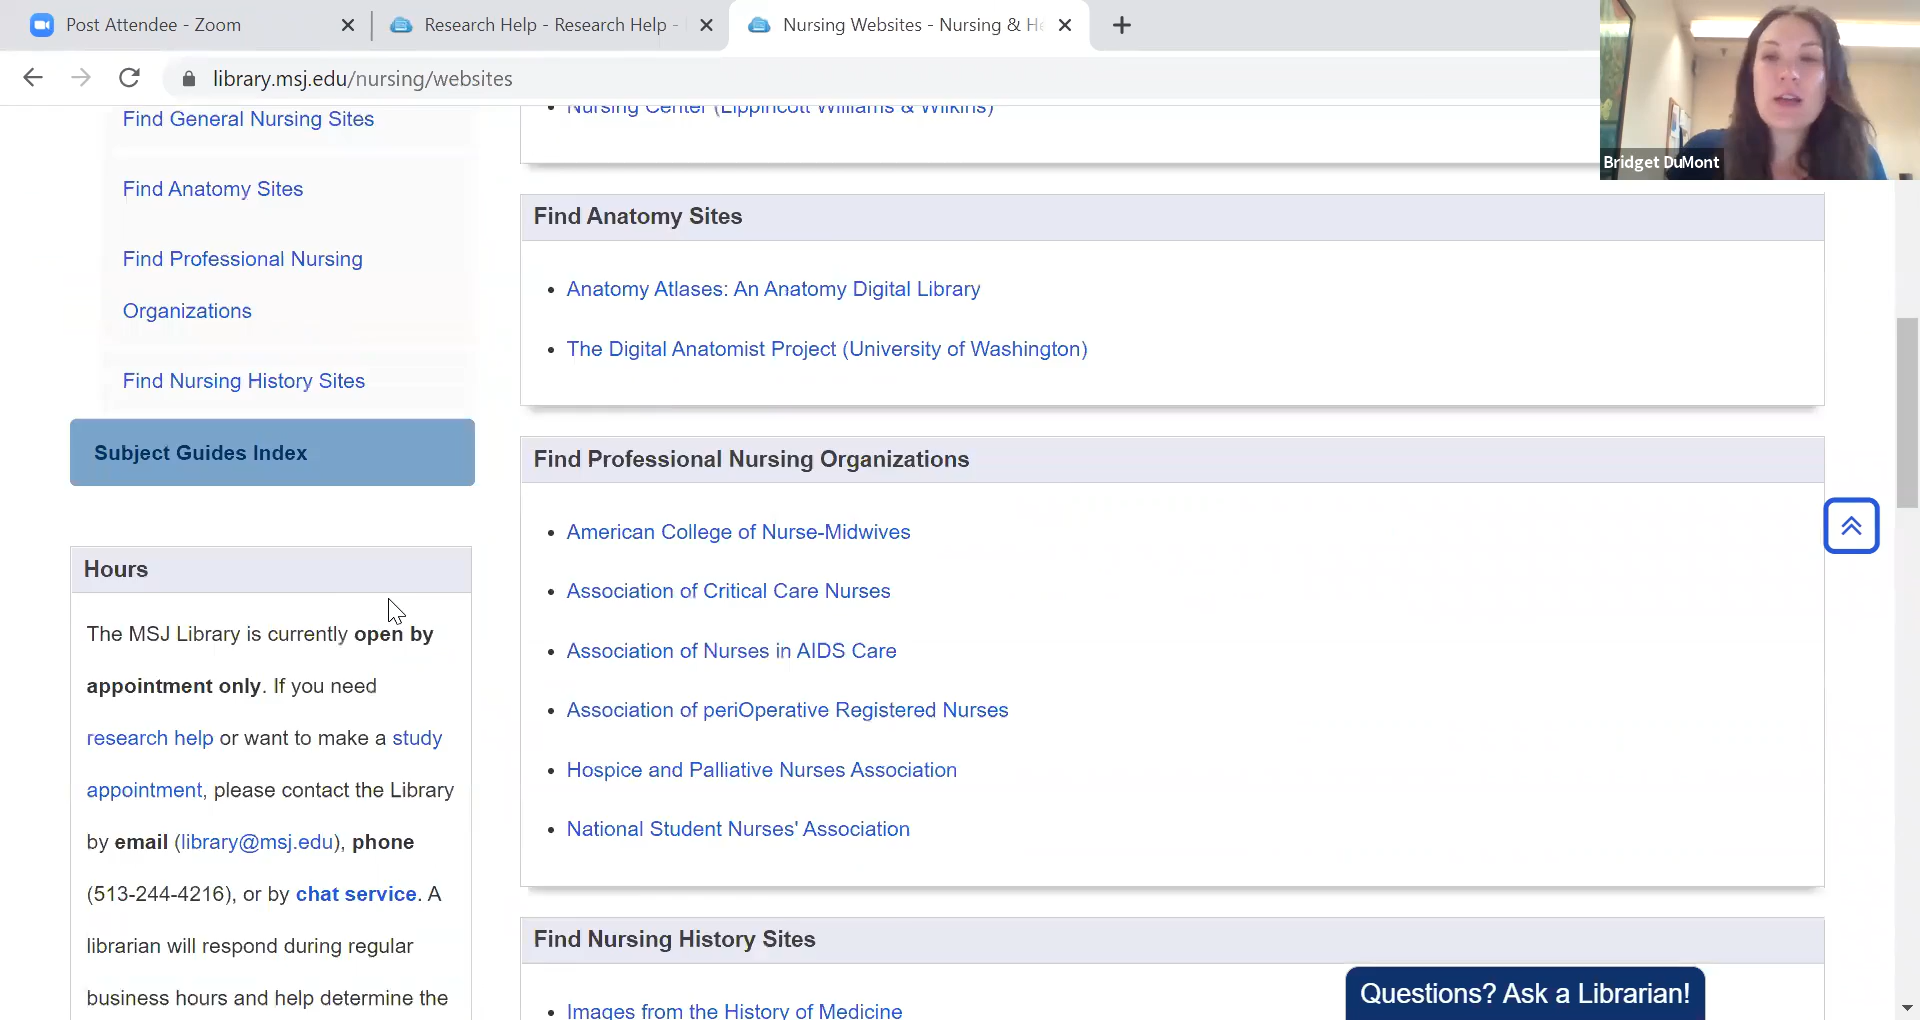 Post Attendee - Zoom
Research Help - Research Help -
Nursing Websites - Nursing & He
library.msj.edu/nursing/websites
Bridget DuMont
Find General Nursing Sites
Find Anatomy Sites
Find Professional Nursing
Organizations
Find Nursing History Sites
Subject Guides Index
Hours
The MSJ Library is currently open by
appointment only. If you need
research help or want to make a study
appointment, please contact the Library
by email (library@msj.edu), phone
(513-244-4216), or by chat service. A
librarian will respond during regular
business hours and help determine the
Nursing Center (Lippincott Williams & Wilkins)
Find Anatomy Sites
Anatomy Atlases: An Anatomy Digital Library
The Digital Anatomist Project (University of Washington)
Find Professional Nursing Organizations
American College of Nurse-Midwives
Association of Critical Care Nurses
Association of Nurses in AIDS Care
Association of periOperative Registered Nurses
Hospice and Palliative Nurses Association
National Student Nurses' Association
Find Nursing History Sites
Images from the History of Medicine
Questions? Ask a Librarian!